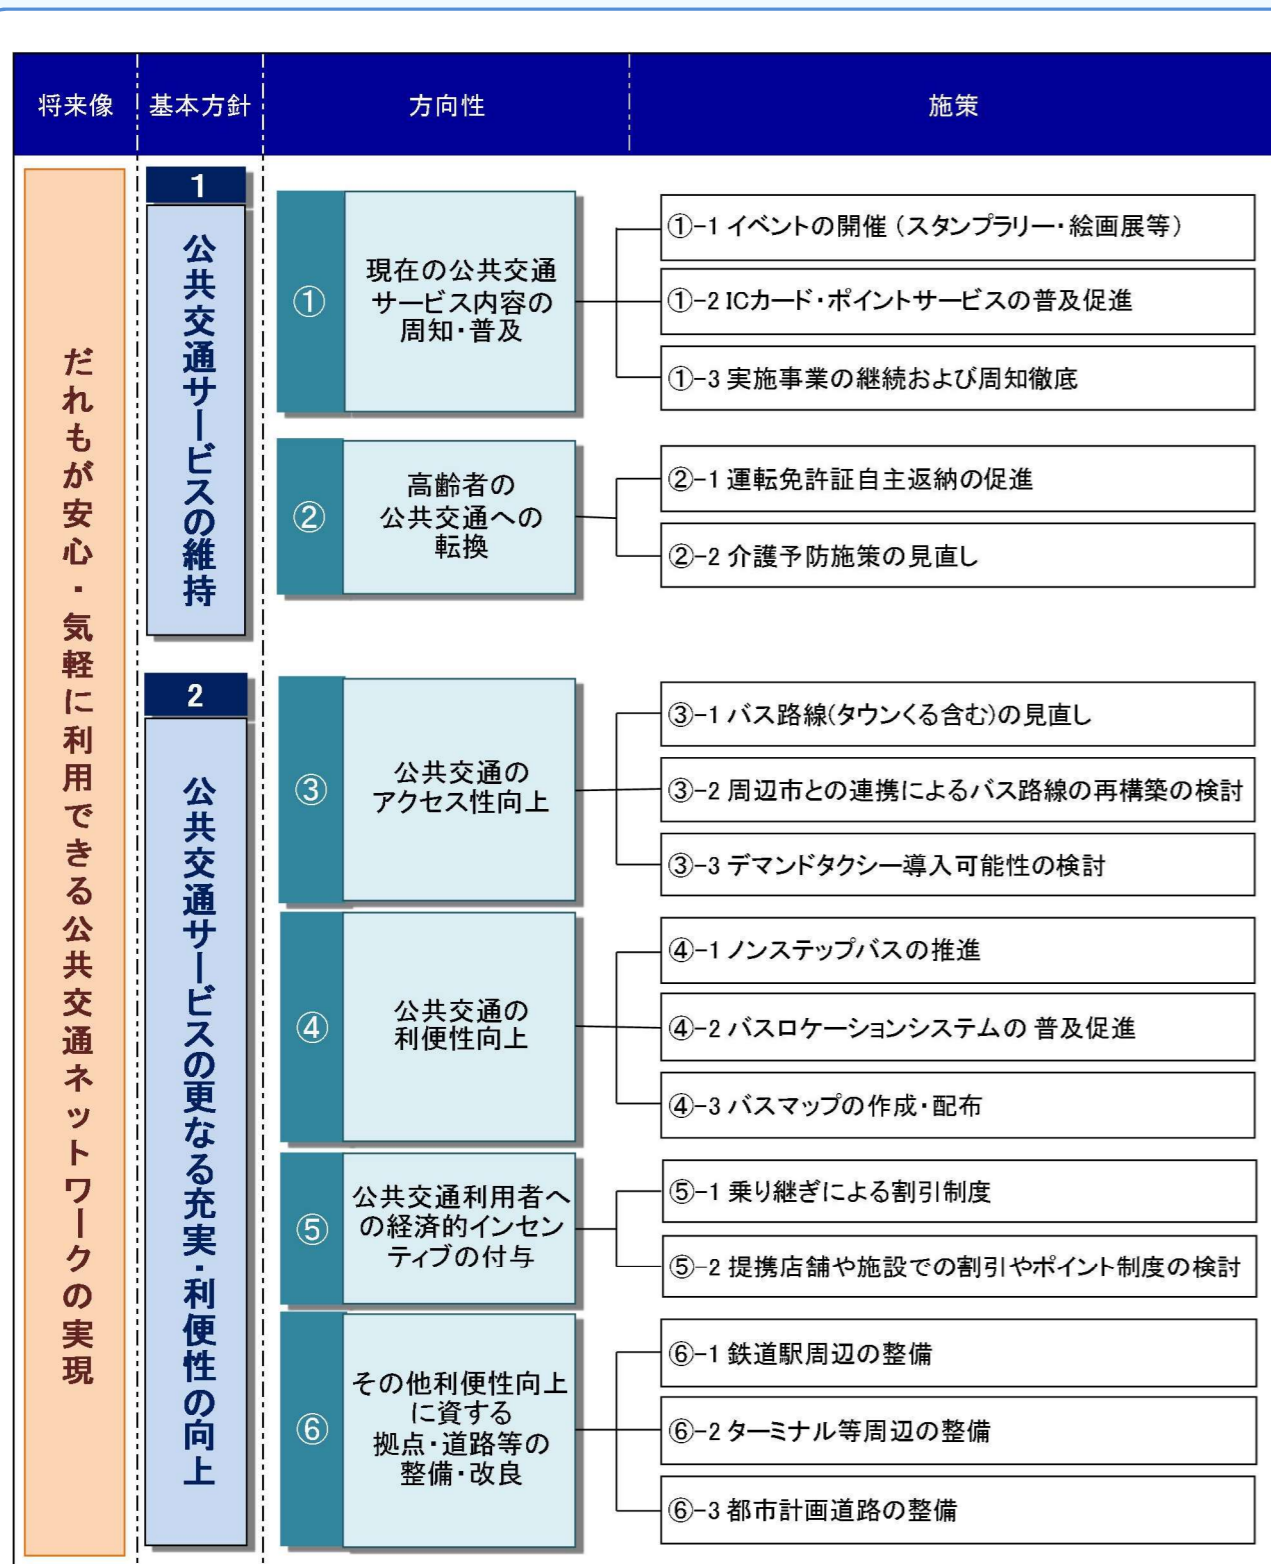 将来像
基本方針
方向性
施策
だれもが安心・気軽に利用できる公共交通ネットワークの実現
1
公共交通サービスの維持
①
現在の公共交通
サービス内容の
周知・普及
①-1 イベントの開催（スタンプラリー・絵画展等）
①-2 ICカード・ポイントサービスの普及促進
①-3 実施事業の継続および周知徹底
②
高齢者の
公共交通への
転換
②-1 運転免許証自主返納の促進
②-2 介護予防施策の見直し
2
公共交通サービスの更なる充実・利便性の向上
③
公共交通の
アクセス性向上
③-1 バス路線(タウンくる含む)の見直し
③-2 周辺市との連携によるバス路線の再構築の検討
③-3 デマンドタクシー導入可能性の検討
④
公共交通の
利便性向上
④-1 ノンステップバスの推進
④-2 バスロケーションシステムの 普及促進
④-3 バスマップの作成・配布
⑤
公共交通利用者へ
の経済的インセン
ティブの付与
⑤-1 乗り継ぎによる割引制度
⑤-2 提携店舗や施設での割引やポイント制度の検討
⑥
その他利便性向上
に資する
拠点・道路等の
整備・改良
⑥-1 鉄道駅周辺の整備
⑥-2 ターミナル等周辺の整備
⑥-3 都市計画道路の整備